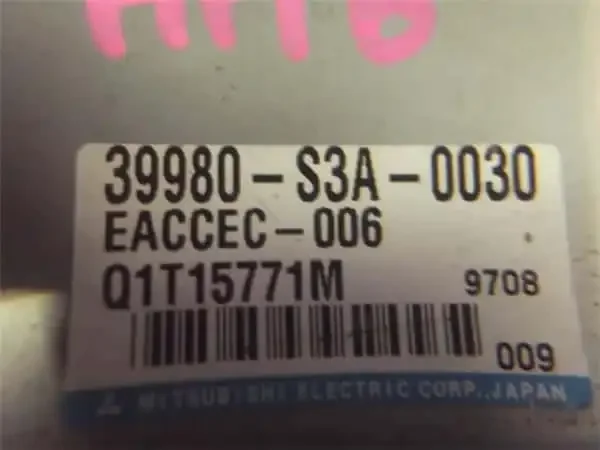 39980-S3A-0030
EACCEC-006
Q1T15771M 9708
009
MITSUBISHI ELECTRIC CORP., JAPAN